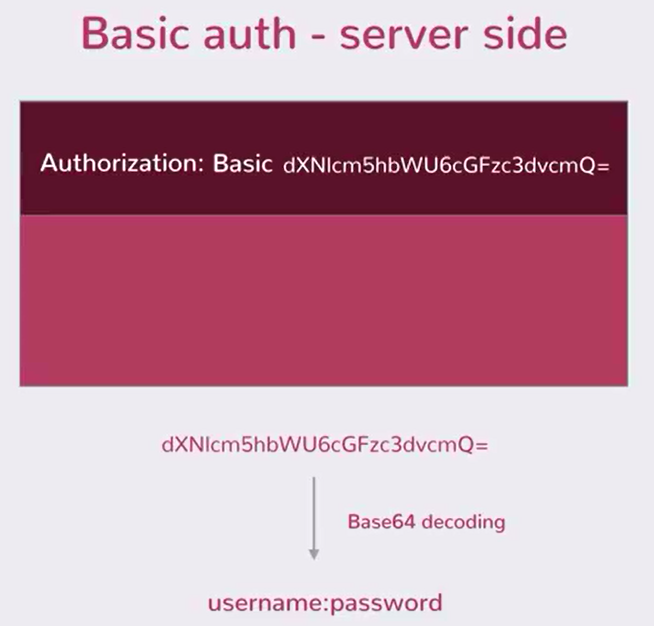 Basic auth - server side
Authorization: Basic dXNlcm5hbWU6cGFzc3dvcmQ=
dXNlcm5hbWU6cGFzc3dvcmQ=
Base64 decoding
username:password